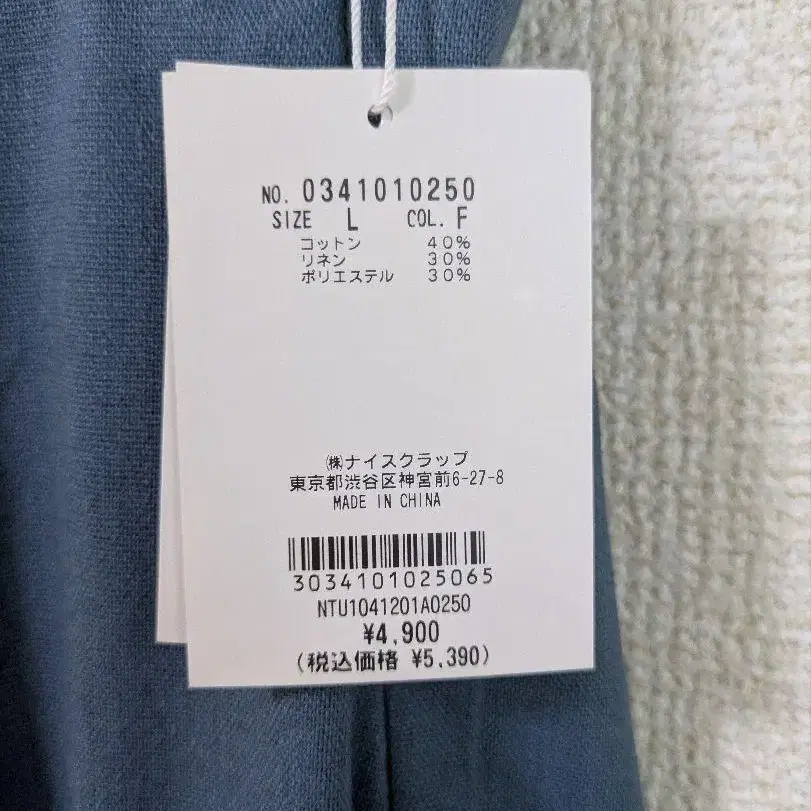 NO. 0341010250
SIZE L COL. F
コットン 40%
リネン 30%
ポリエステル 30%
㈱ナイスクラップ
東京都渋谷区神宮前6-27-8
MADE IN CHINA
3034101025065
NTU1041201A0250
¥4,900
(税込価格 ¥5,390)